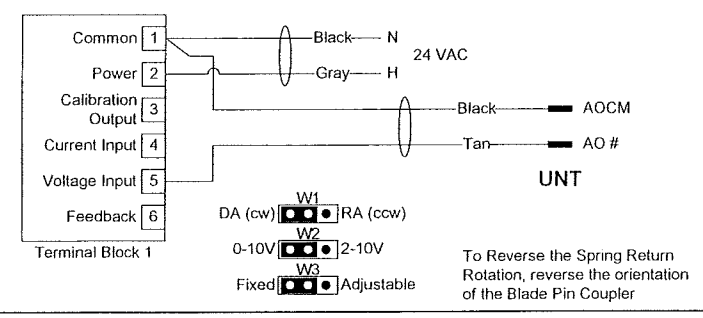 Common 1 Black N
24 VAC
Power 2 Gray H
Calibration
Output 3
Black AOCM
Current Input 4
Tan AO #
Voltage Input 5
UNT
Feedback 6
W1
DA (cw) RA (ccw)
W2
0-10V 2-10V
W3
Fixed Adjustable
Terminal Block 1
To Reverse the Spring Return
Rotation, reverse the orientation
of the Blade Pin Coupler